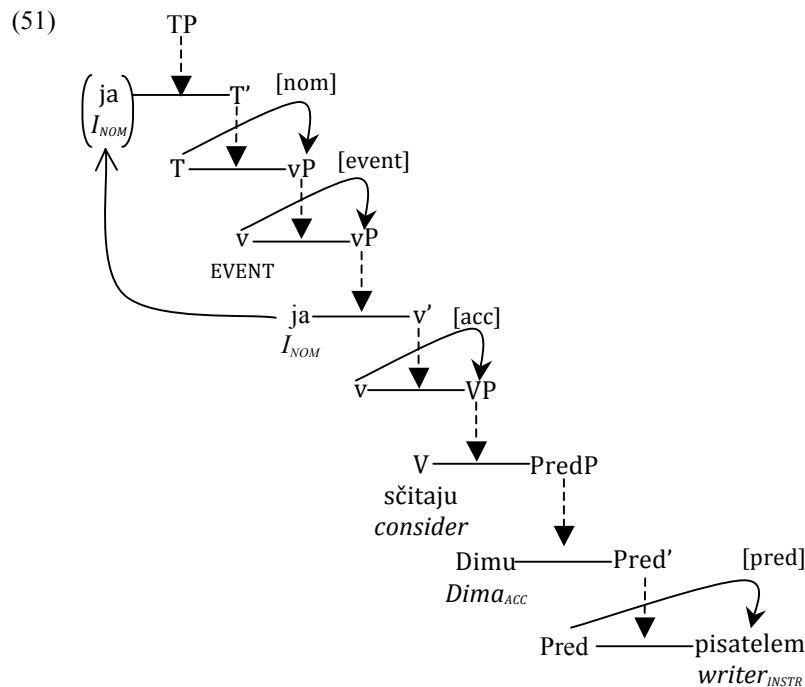 (51)
TP
ja T'
I_NOM
[nom]
T vP
[event]
v vP
EVENT
ja v'
I_NOM
[acc]
v VP
V PredP
sčitaju
consider
Dimu Pred'
Dima_ACC
[pred]
Pred pisatelem
writer_INSTR